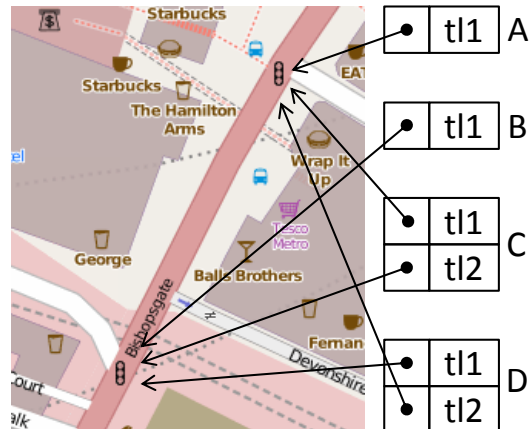 Starbucks
A
tl1
EAT
Starbucks
The Hamilton
Arms
B
tl1
Wrap It
Up
el
Tesco
Metro
C
tl1
tl2
George
Balls Brothers
Bishopsgate
Fernan
Devonshire
Court
alk
D
tl1
tl2